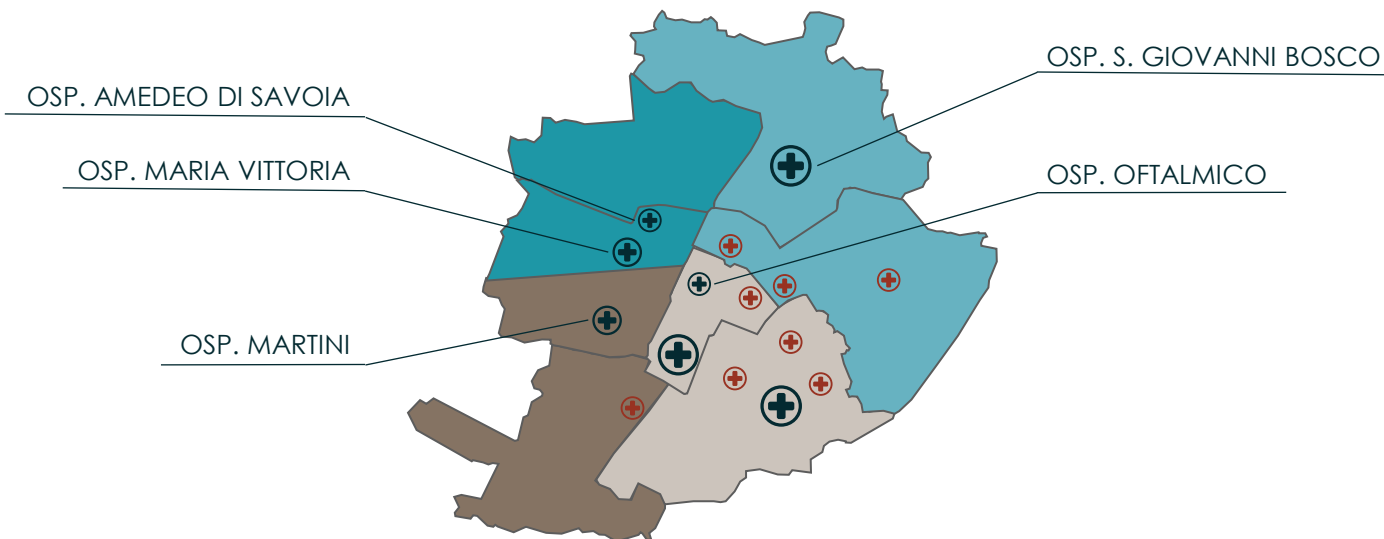 OSP. S. GIOVANNI BOSCO
OSP. AMEDEO DI SAVOIA
OSP. MARIA VITTORIA
OSP. OFTALMICO
OSP. MARTINI